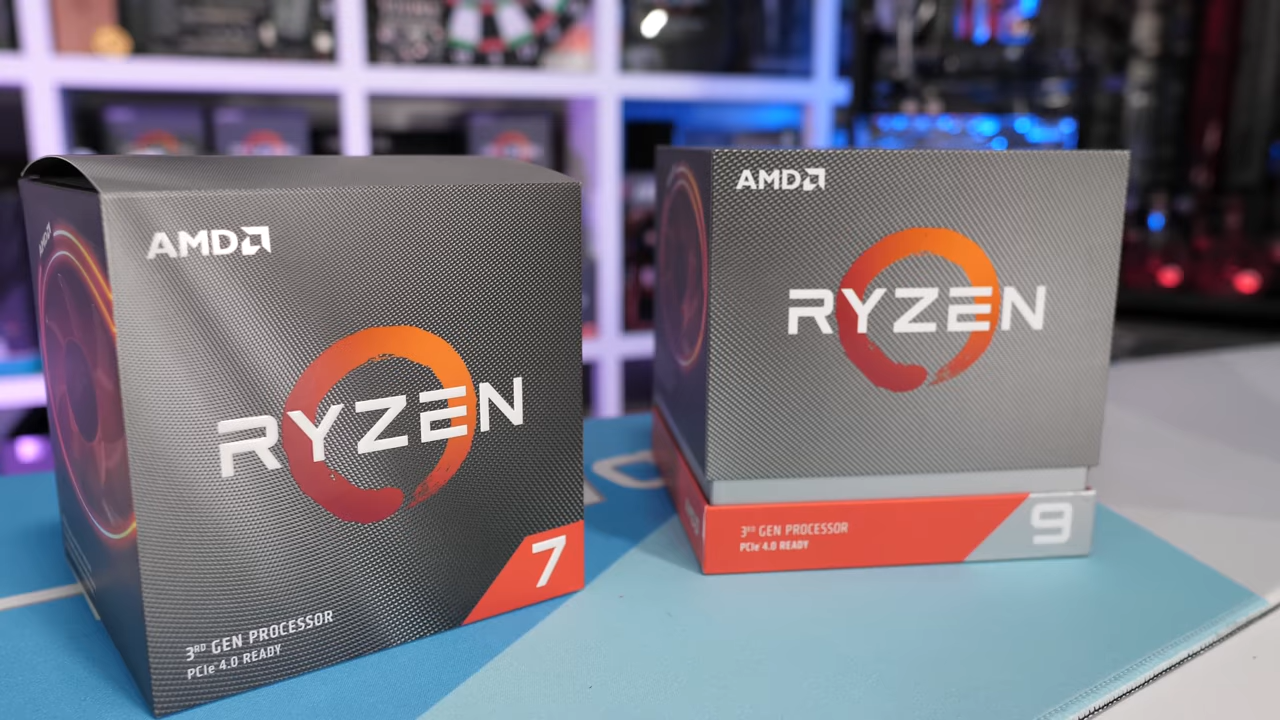 AMD
RYZEN
7
3RD GEN PROCESSOR
PCIe 4.0 READY
AMD
RYZEN
3RD GEN PROCESSOR
PCIe 4.0 READY
9
AMD